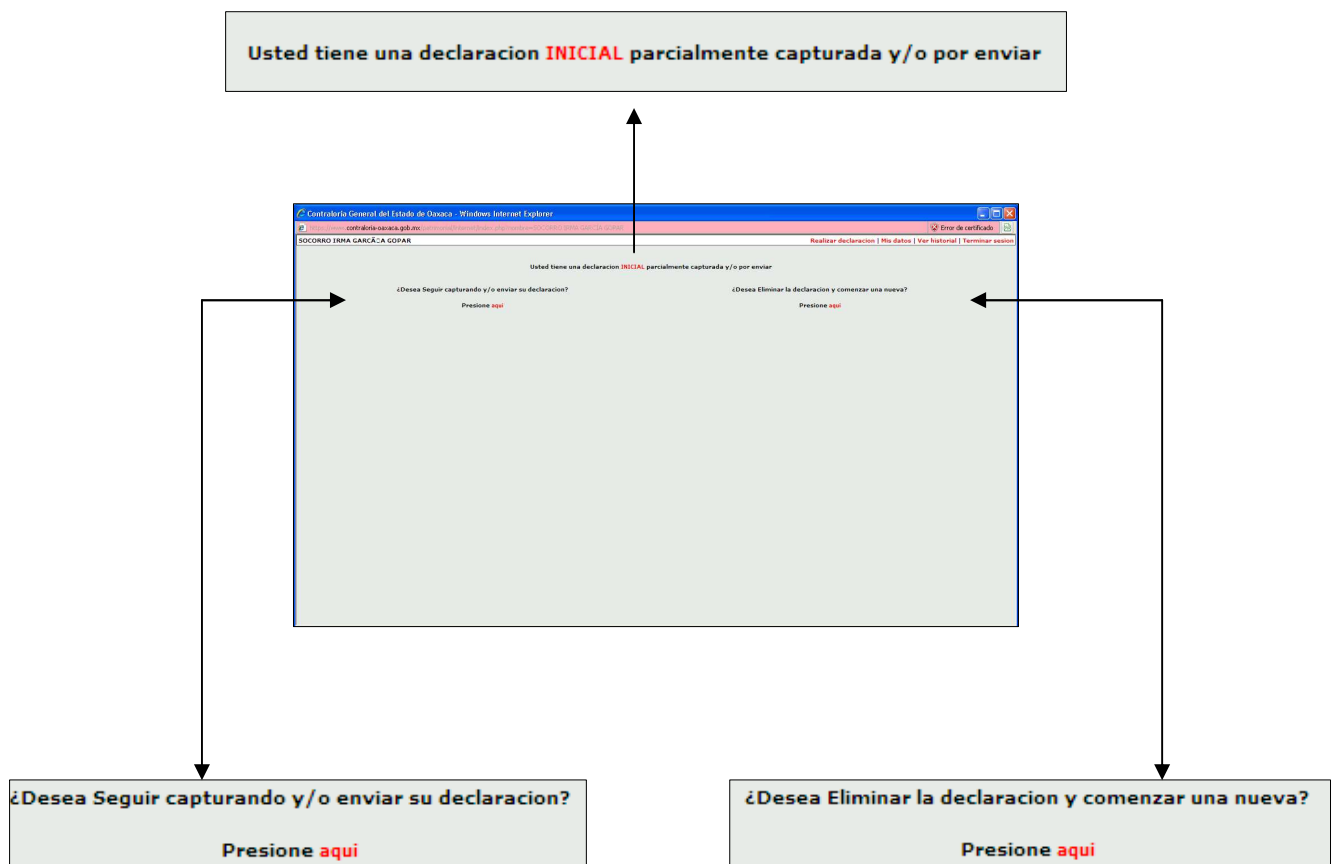 Usted tiene una declaracion INICIAL parcialmente capturada y/o por enviar
Contraloría General del Estado de Oaxaca - Windows Internet Explorer
contraloria-oaxaca.gob.mx
Error de certificado
SOCORRO IRMA GARCÃ GOPAR
Realizar declaracion | Mis datos | Ver historial | Terminar sesion
Usted tiene una declaracion INICIAL parcialmente capturada y/o por enviar
¿Desea Seguir capturando y/o enviar su declaracion?
¿Desea Eliminar la declaracion y comenzar una nueva?
Presione aqui
Presione aqui
¿Desea Seguir capturando y/o enviar su declaracion?
Presione aqui
¿Desea Eliminar la declaracion y comenzar una nueva?
Presione aqui